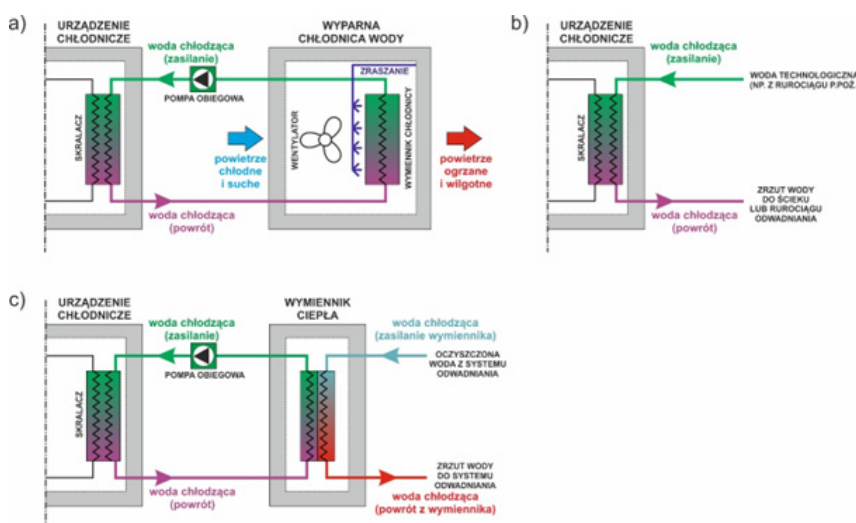 a)
URZĄDZENIE
CHŁODNICZE
woda chłodząca
(zasilanie)
POMPA OBIEGOWA
SKRALACZ
woda chłodząca
(powrót)
WYPARNA
CHŁODNICA WODY
ZRASZANIE
WENTYLATOR
WYMIENNIK CHŁODNICY
powietrze
chłodne
i suche
powietrze
ogrzane
i wilgotne
b)
URZĄDZENIE
CHŁODNICZE
woda chłodząca
(zasilanie)
WODA TECHNOLOGICZNA
(NP. Z RUROCIĄGU P.POŻ.
SKRALACZ
woda chłodząca
(powrót)
ZRZUT WODY
DO ŚCIEKU
LUB RUROCIĄGU
ODWADNIANIA
c)
URZĄDZENIE
CHŁODNICZE
woda chłodząca
(zasilanie)
POMPA OBIEGOWA
SKRALACZ
woda chłodząca
(powrót)
WYMIENNIK
CIEPŁA
woda chłodząca
(zasilanie wymiennika)
OCZYSZCZONA
WODA Z SYSTEMU
ODWADNIANIA
ZRZUT WODY
DO SYSTEMU
ODWADNIANIA
woda chłodząca
(powrót z wymiennika)